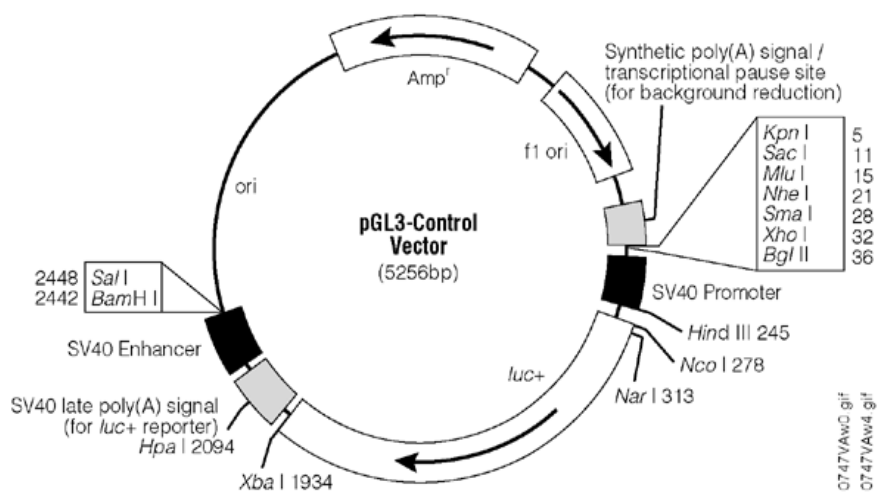 Amp^r
Synthetic poly(A) signal /
transcriptional pause site
(for background reduction)
f1 ori
Kpn I 5
Sac I 11
Mlu I 15
Nhe I 21
Sma I 28
Xho I 32
Bgl II 36
ori
pGL3-Control
Vector
(5256bp)
2448 Sal I
2442 BamH I
SV40 Promoter
SV40 Enhancer
Hind III 245
luc+
Nco I 278
Nar I 313
SV40 late poly(A) signal
(for luc+ reporter)
Hpa I 2094
Xba I 1934
0747VAw0.gif
0747VAw4.gif